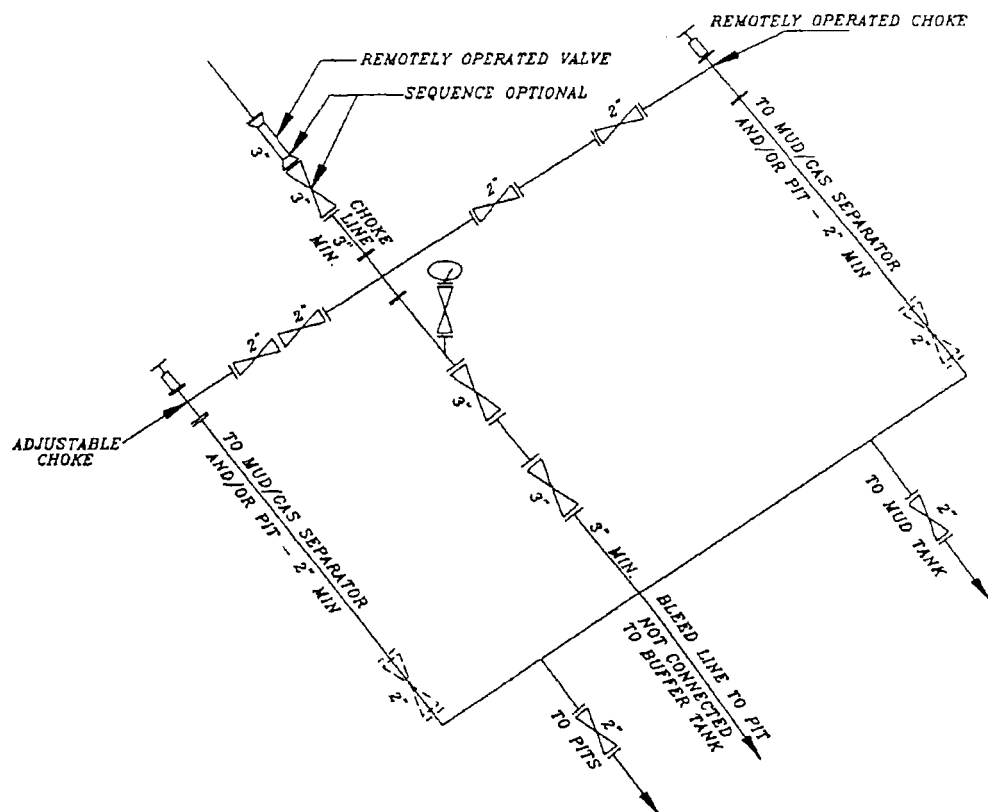 REMOTELY OPERATED CHOKE
REMOTELY OPERATED VALVE
SEQUENCE OPTIONAL
3"
3"
CHOKE
LINE
3"
MIN.
2"
2"
TO MUD/GAS SEPARATOR
AND/OR PIT - 2" MIN
2"
2"
2"
ADJUSTABLE
CHOKE
TO MUD/GAS SEPARATOR
AND/OR PIT - 2" MIN
2"
3"
3"
3" MIN.
BLEED LINE TO PIT
NOT CONNECTED
TO BUFFER TANK
2"
TO MUD TANK
2"
TO PITS